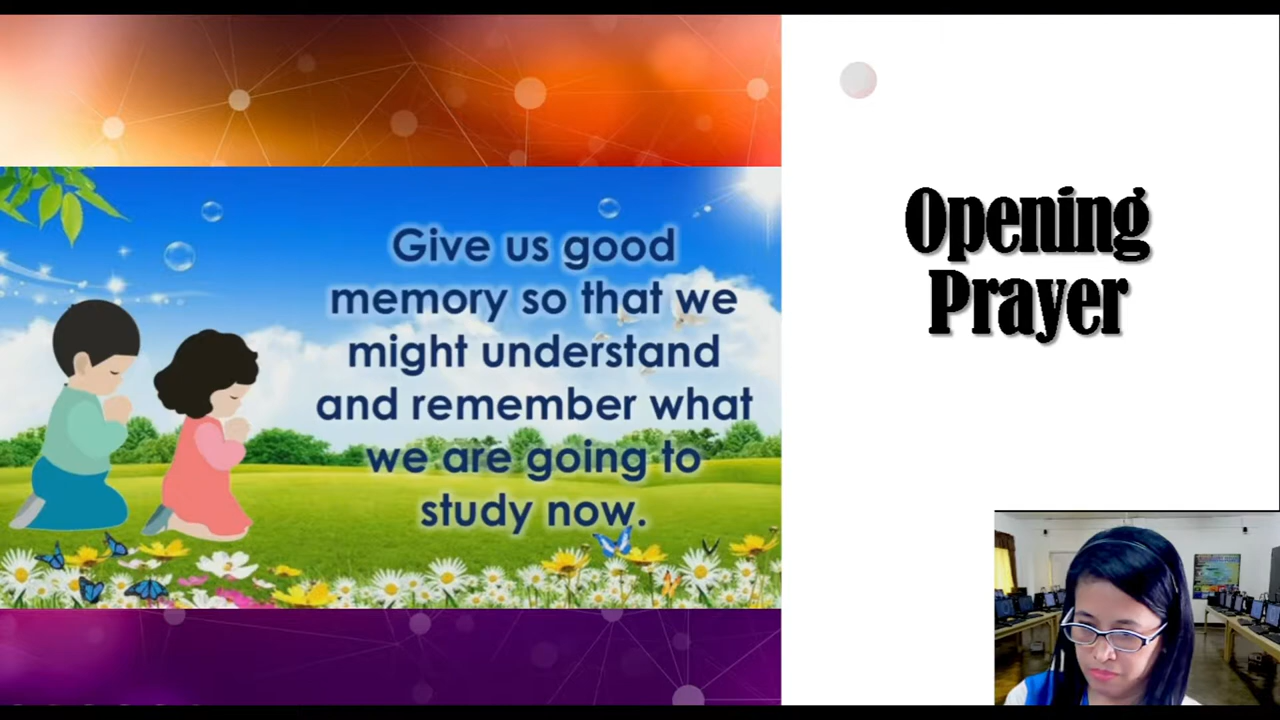 Give us good
memory so that we
might understand
and remember what
we are going to
study now.
Opening
Prayer